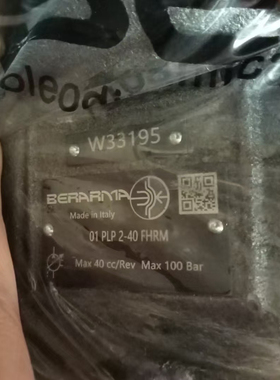 W33195
BERARMA
Made in Italy
01 PLP 2-40 FHRM
Max 40 cc/Rev Max 100 Bar